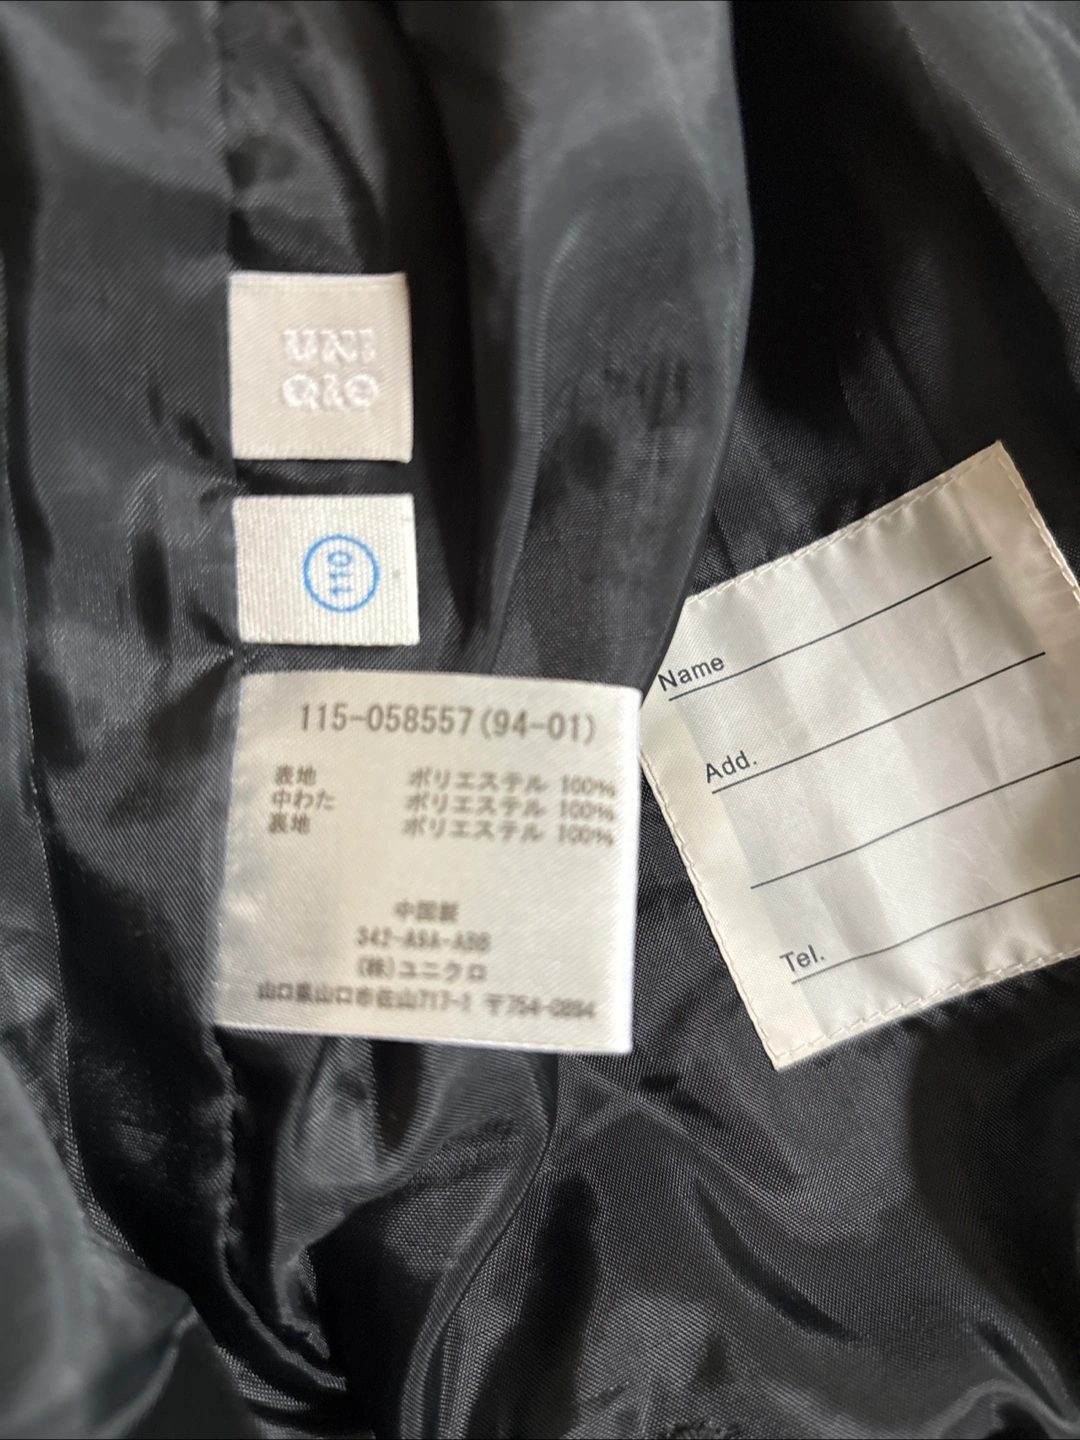 UNI
QLO
110
115-058557(94-01)
表地 ポリエステル 100%
中わた ポリエステル 100%
裏地 ポリエステル 100%
中国製
(株)ユニクロ
山口県山口市佐山717-1 〒754-0894
Name
Add.
Tel.